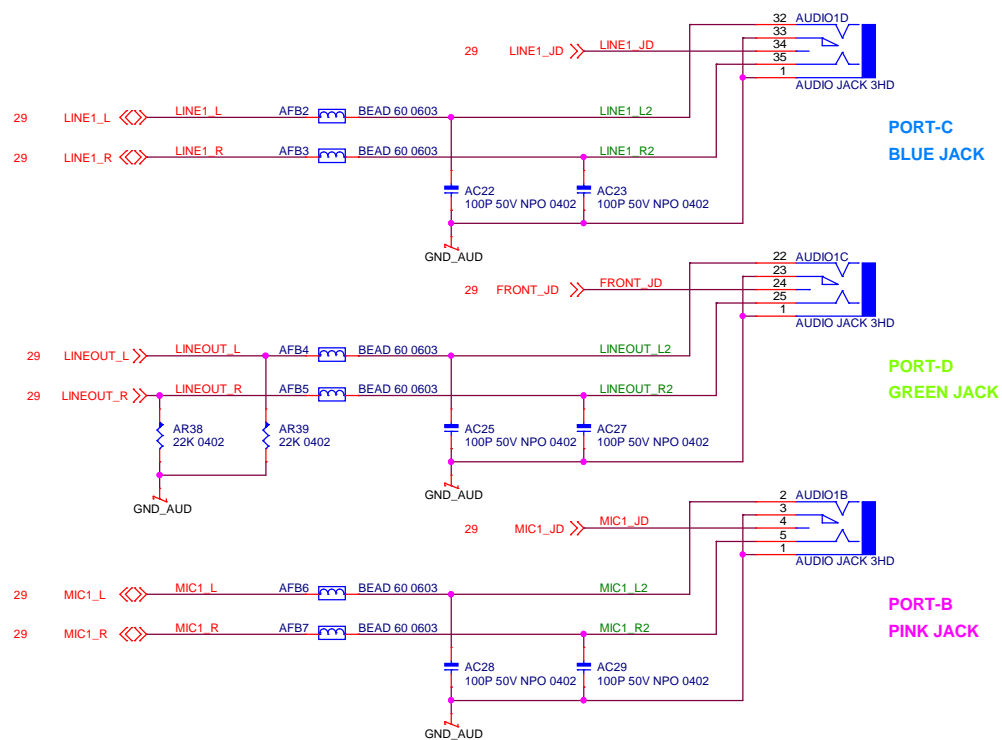 32 AUDIO1D
33
29 LINE1_JD LINE1_JD 34
35
1
AUDIO JACK 3HD
29 LINE1_L LINE1_L AFB2 BEAD 60 0603 LINE1_L2
PORT-C
29 LINE1_R LINE1_R AFB3 BEAD 60 0603 LINE1_R2
BLUE JACK
AC22
100P 50V NPO 0402
AC23
100P 50V NPO 0402
GND_AUD
22 AUDIO1C
23
29 FRONT_JD FRONT_JD 24
25
1
AUDIO JACK 3HD
29 LINEOUT_L LINEOUT_L AFB4 BEAD 60 0603 LINEOUT_L2
PORT-D
29 LINEOUT_R LINEOUT_R AFB5 BEAD 60 0603 LINEOUT_R2
GREEN JACK
AR38
22K 0402
AR39
22K 0402
AC25
100P 50V NPO 0402
AC27
100P 50V NPO 0402
GND_AUD
GND_AUD
2 AUDIO1B
3
29 MIC1_JD MIC1_JD 4
5
1
AUDIO JACK 3HD
29 MIC1_L MIC1_L AFB6 BEAD 60 0603 MIC1_L2
PORT-B
29 MIC1_R MIC1_R AFB7 BEAD 60 0603 MIC1_R2
PINK JACK
AC28
100P 50V NPO 0402
AC29
100P 50V NPO 0402
GND_AUD